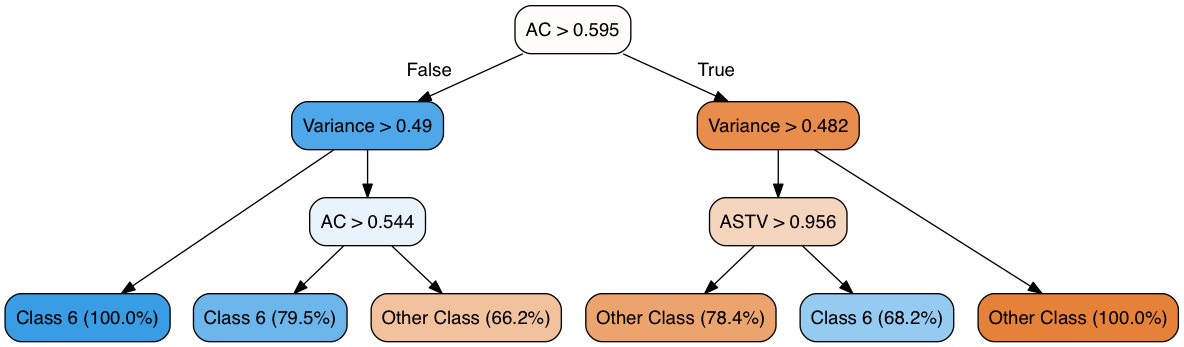 AC > 0.595
False
True
Variance > 0.49
Variance > 0.482
AC > 0.544
ASTV > 0.956
Class 6 (100.0%)
Class 6 (79.5%)
Other Class (66.2%)
Other Class (78.4%)
Class 6 (68.2%)
Other Class (100.0%)